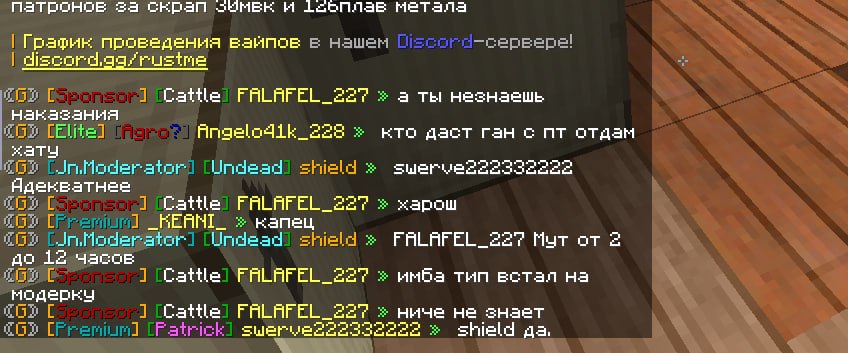 патронов за скрап 30мвк и 126плав метала
| График проведения вайпов в нашем Discord-сервере!
| discord.gg/rustme
(G) [Sponsor] [Cattle] FALAFEL_227 » а ты незнаешь
наказания
(G) [Elite] [Agro?] Angelo41k_228 » кто даст ган с пт отдам
хату
(G) [Jn.Moderator] [Undead] shield » swerve222332222
Адекватнее
(G) [Sponsor] [Cattle] FALAFEL_227 » харош
(G) [Premium] _KEANI_ » капец
(G) [Jn.Moderator] [Undead] shield » FALAFEL_227 Мут от 2
до 12 часов
(G) [Sponsor] [Cattle] FALAFEL_227 » имба тип встал на
модерку
(G) [Sponsor] [Cattle] FALAFEL_227 » ниче не знает
(G) [Premium] [Patrick] swerve222332222 » shield да.